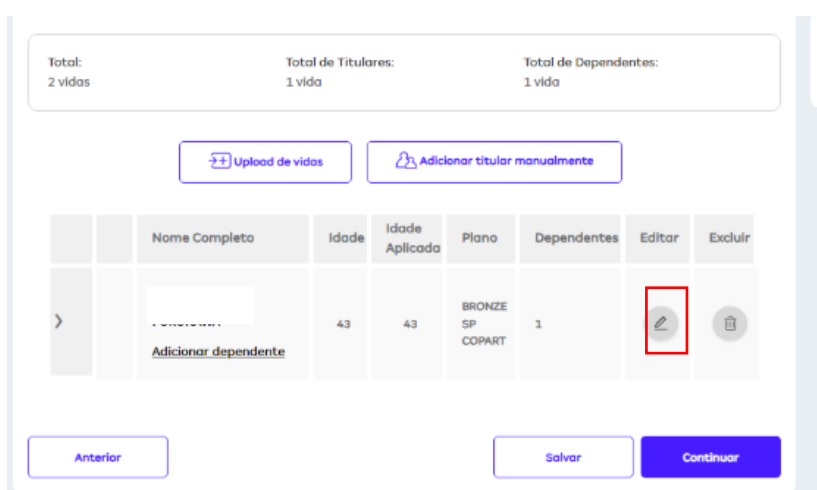 Total:
2 vidas
Total de Titulares:
1 vida
Total de Dependentes:
1 vida
Upload de vidas
Adicionar titular manualmente
Nome Completo
Idade
Idade
Aplicada
Plano
Dependentes
Editar
Excluir
Adicionar dependente
43
43
BRONZE
SP
COPART
1
Anterior
Salvar
Continuar